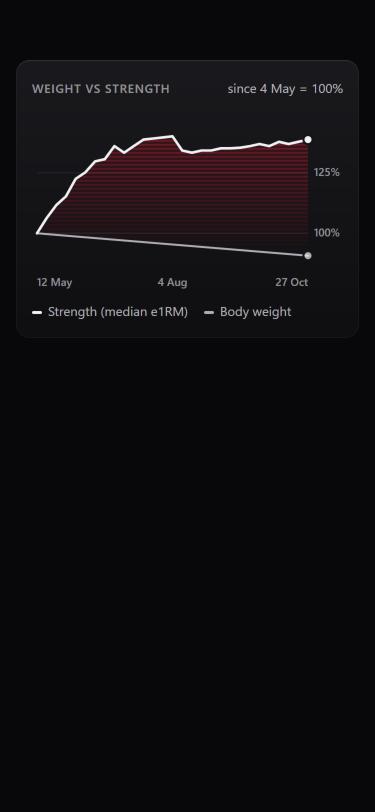 WEIGHT VS STRENGTH since 4 May = 100%
125%
100%
12 May 4 Aug 27 Oct
Strength (median e1RM) Body weight